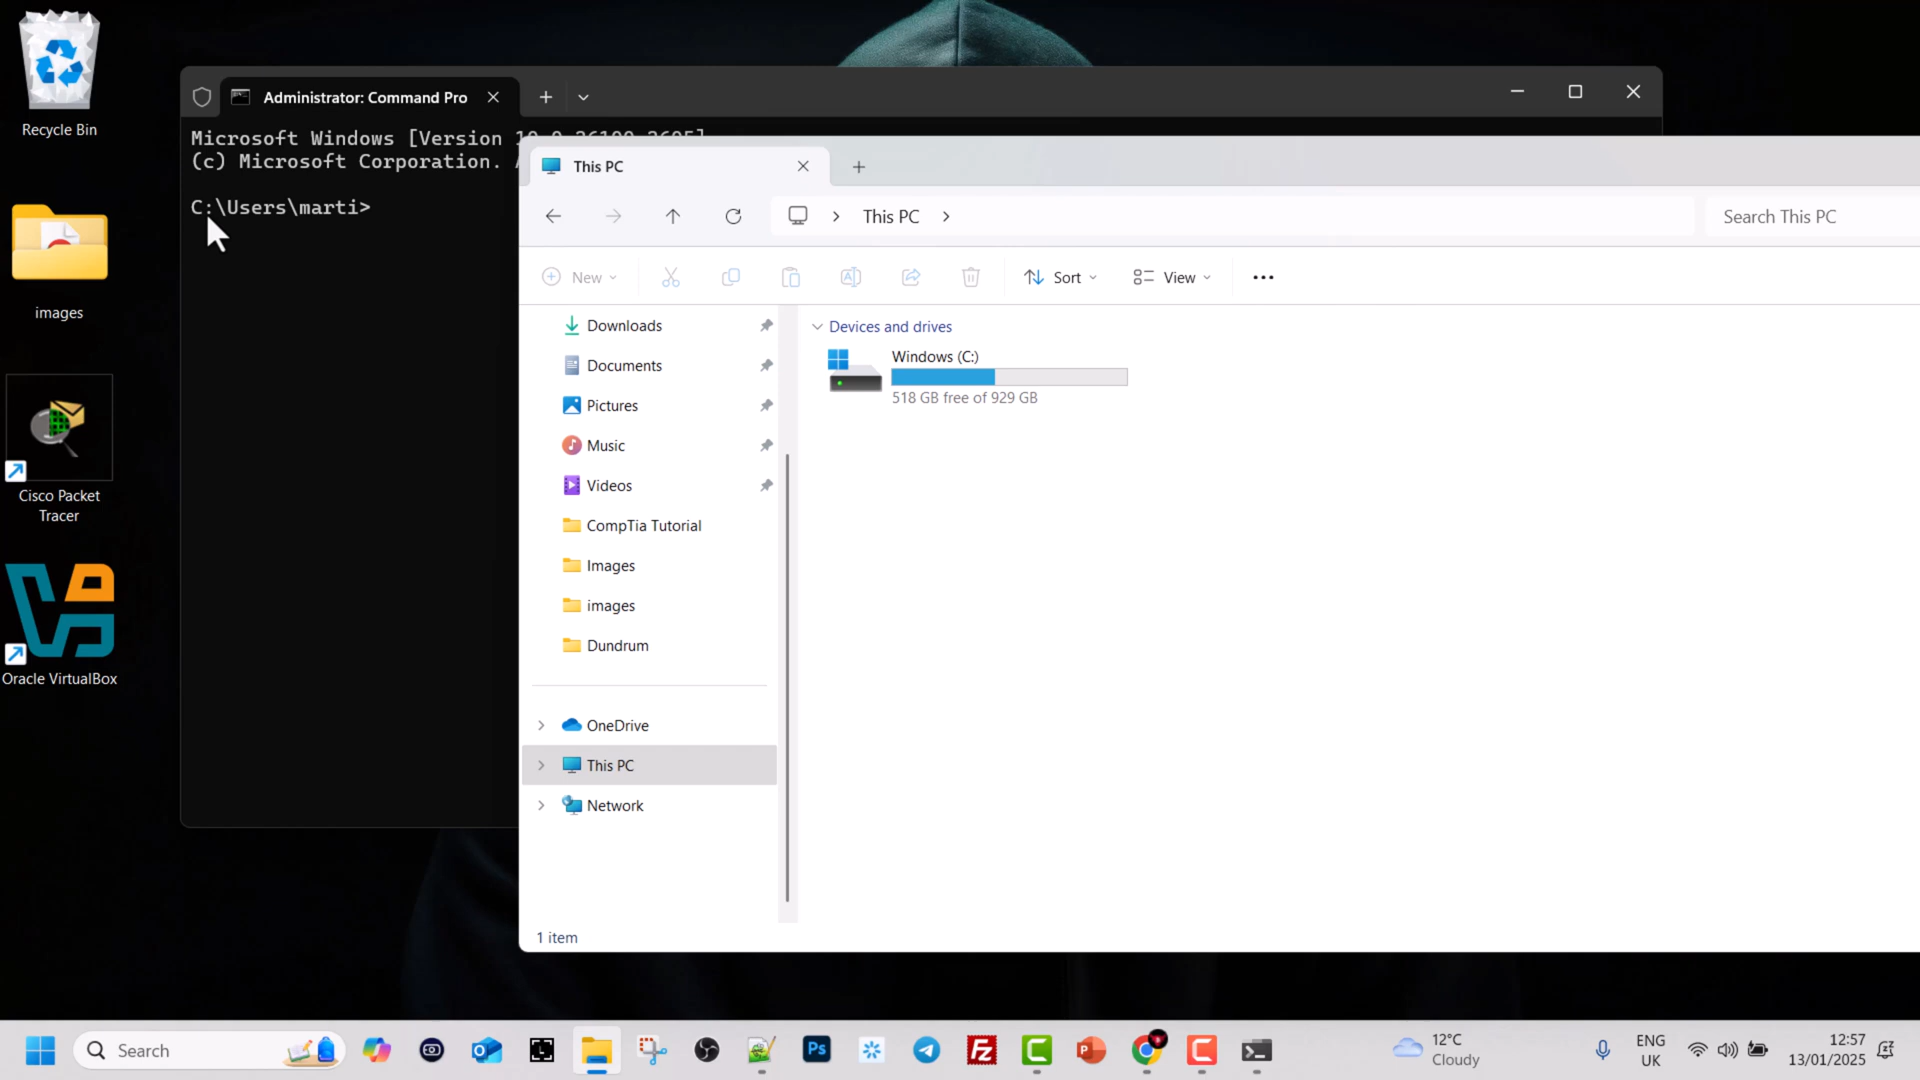 Recycle Bin
images
Cisco Packet
Tracer
Oracle VirtualBox
Administrator: Command Pro
Microsoft Windows [Version
(c) Microsoft Corporation.
C:\Users\marti>
This PC
This PC
Search This PC
New
Sort
View
Downloads
Documents
Pictures
Music
Videos
CompTia Tutorial
Images
images
Dundrum
OneDrive
This PC
Network
Devices and drives
Windows (C:)
518 GB free of 929 GB
1 item
Search
Ps
12°C
Cloudy
ENG
UK
12:57
13/01/2025